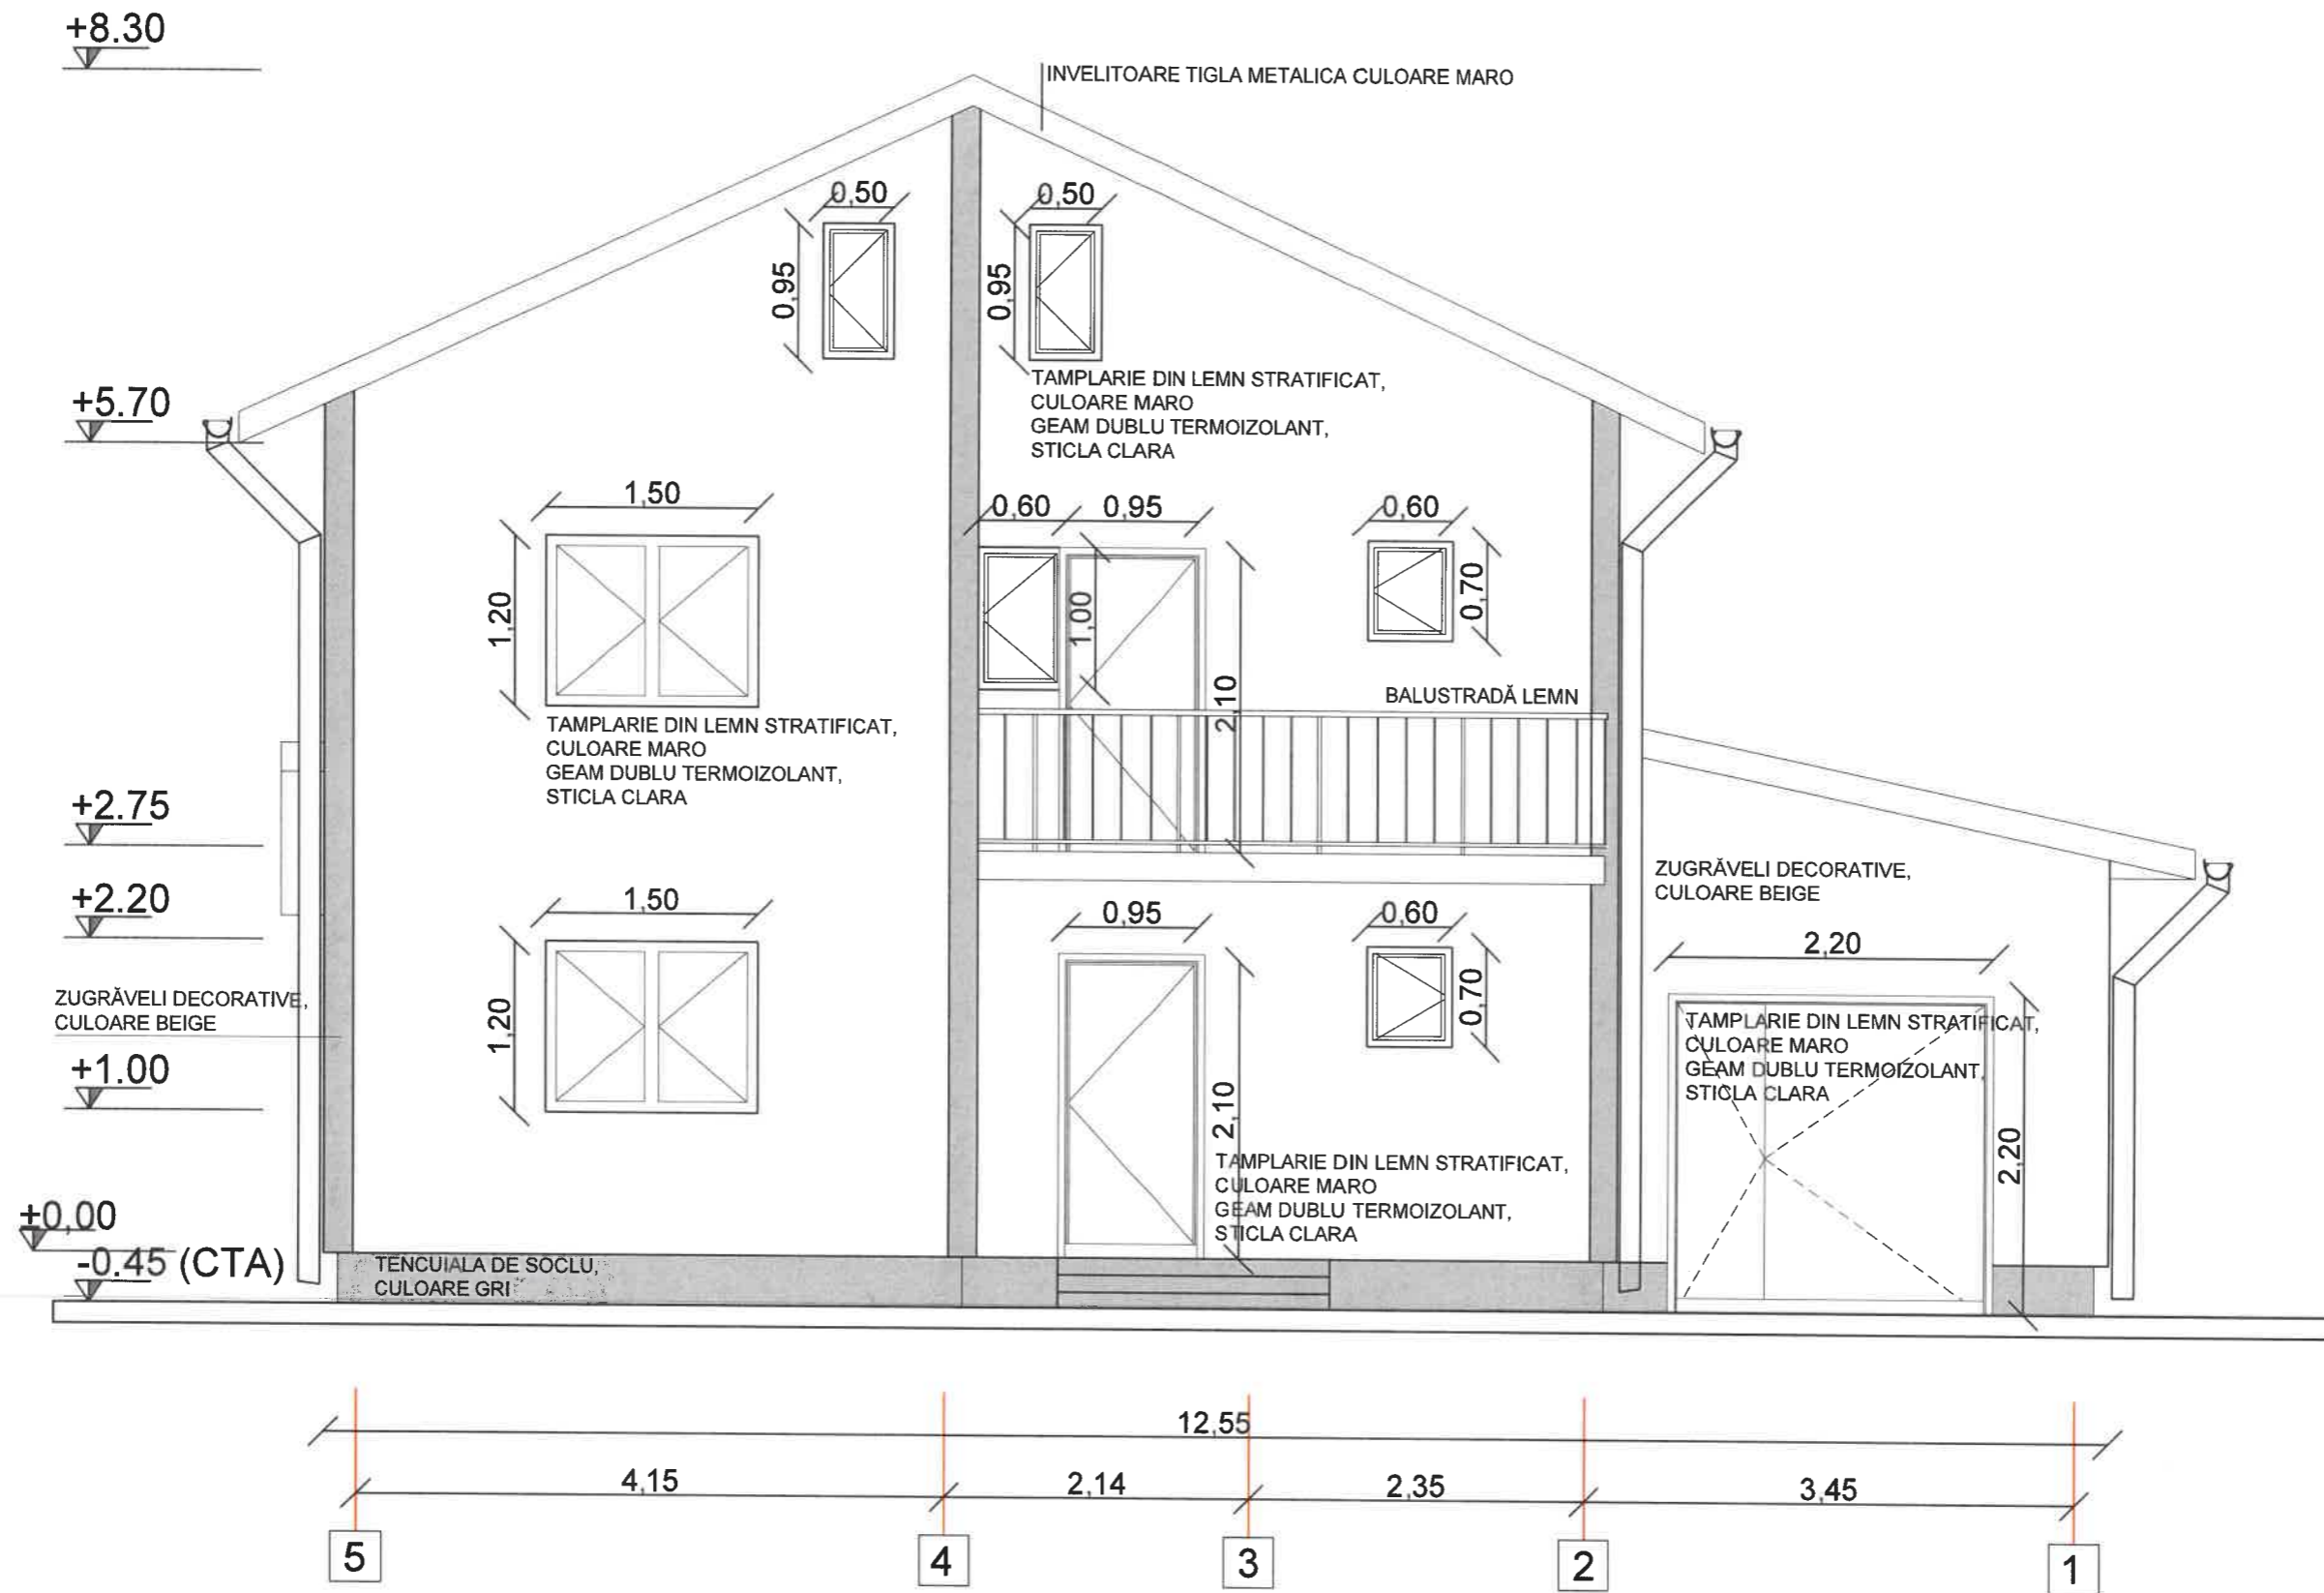 +8.30
INVELITOARE TIGLA METALICA CULOARE MARO
0,50
0,50
0,95
0,95
TAMPLARIE DIN LEMN STRATIFICAT,
CULOARE MARO
GEAM DUBLU TERMOIZOLANT,
STICLA CLARA
+5.70
1,50
0,60
0,95
0,60
1,20
1,00
0,70
2,10
BALUSTRADĂ LEMN
TAMPLARIE DIN LEMN STRATIFICAT,
CULOARE MARO
GEAM DUBLU TERMOIZOLANT,
STICLA CLARA
+2.75
+2.20
ZUGRĂVELI DECORATIVE,
CULOARE BEIGE
1,50
0,95
0,60
2,20
1,20
0,70
ZUGRĂVELI DECORATIVE,
CULOARE BEIGE
TAMPLARIE DIN LEMN STRATIFICAT,
CULOARE MARO
GEAM DUBLU TERMOIZOLANT,
STICLA CLARA
+1.00
2,10
2,20
TAMPLARIE DIN LEMN STRATIFICAT,
CULOARE MARO
GEAM DUBLU TERMOIZOLANT,
STICLA CLARA
±0,00
-0.45 (CTA)
TENCUIALA DE SOCLU,
CULOARE GRI
12,55
4,15
2,14
2,35
3,45
5
4
3
2
1